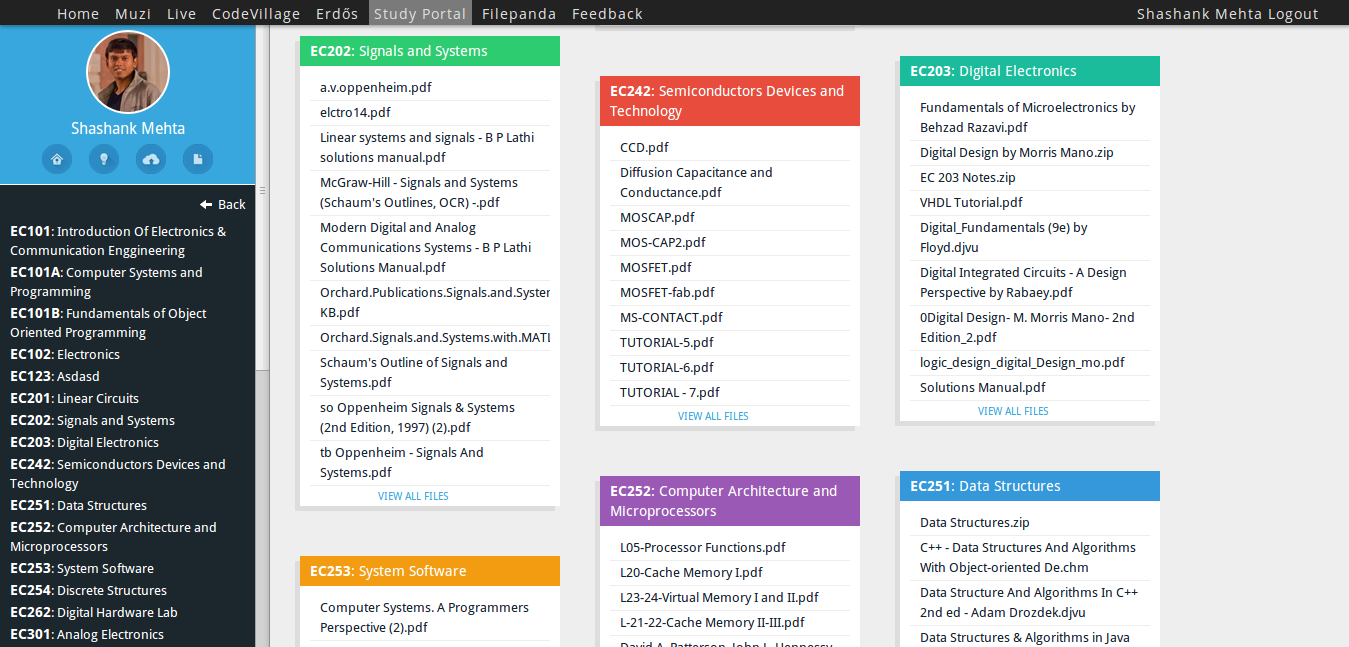 Home Muzi Live CodeVillage Erdős Study Portal Filepanda Feedback Shashank Mehta Logout
Shashank Mehta
Back
EC101: Introduction Of Electronics &
Communication Enggineering
EC101A: Computer Systems and
Programming
EC101B: Fundamentals of Object
Oriented Programming
EC102: Electronics
EC123: Asdasd
EC201: Linear Circuits
EC202: Signals and Systems
EC203: Digital Electronics
EC242: Semiconductors Devices and
Technology
EC251: Data Structures
EC252: Computer Architecture and
Microprocessors
EC253: System Software
EC254: Discrete Structures
EC262: Digital Hardware Lab
EC301: Analog Electronics
EC202: Signals and Systems
a.v.oppenheim.pdf
elctro14.pdf
Linear systems and signals - B P Lathi
solutions manual.pdf
McGraw-Hill - Signals and Systems
(Schaum's Outlines, OCR) -.pdf
Modern Digital and Analog
Communications Systems - B P Lathi
Solutions Manual.pdf
Orchard.Publications.Signals.and.Syster
KB.pdf
Orchard.Signals.and.Systems.with.MATL
Schaum's Outline of Signals and
Systems.pdf
so Oppenheim Signals & Systems
(2nd Edition, 1997) (2).pdf
tb Oppenheim - Signals And
Systems.pdf
VIEW ALL FILES
EC253: System Software
Computer Systems. A Programmers
Perspective (2).pdf
EC242: Semiconductors Devices and
Technology
CCD.pdf
Diffusion Capacitance and
Conductance.pdf
MOSCAP.pdf
MOS-CAP2.pdf
MOSFET.pdf
MOSFET-fab.pdf
MS-CONTACT.pdf
TUTORIAL-5.pdf
TUTORIAL-6.pdf
TUTORIAL - 7.pdf
VIEW ALL FILES
EC252: Computer Architecture and
Microprocessors
L05-Processor Functions.pdf
L20-Cache Memory I.pdf
L23-24-Virtual Memory I and II.pdf
L-21-22-Cache Memory II-III.pdf
David A. Patterson, John L. Hennessy
EC203: Digital Electronics
Fundamentals of Microelectronics by
Behzad Razavi.pdf
Digital Design by Morris Mano.zip
EC 203 Notes.zip
VHDL Tutorial.pdf
Digital_Fundamentals (9e) by
Floyd.djvu
Digital Integrated Circuits - A Design
Perspective by Rabaey.pdf
0Digital Design- M. Morris Mano- 2nd
Edition_2.pdf
logic_design_digital_Design_mo.pdf
Solutions Manual.pdf
VIEW ALL FILES
EC251: Data Structures
Data Structures.zip
C++ - Data Structures And Algorithms
With Object-oriented De.chm
Data Structure And Algorithms In C++
2nd ed - Adam Drozdek.djvu
Data Structures & Algorithms in Java